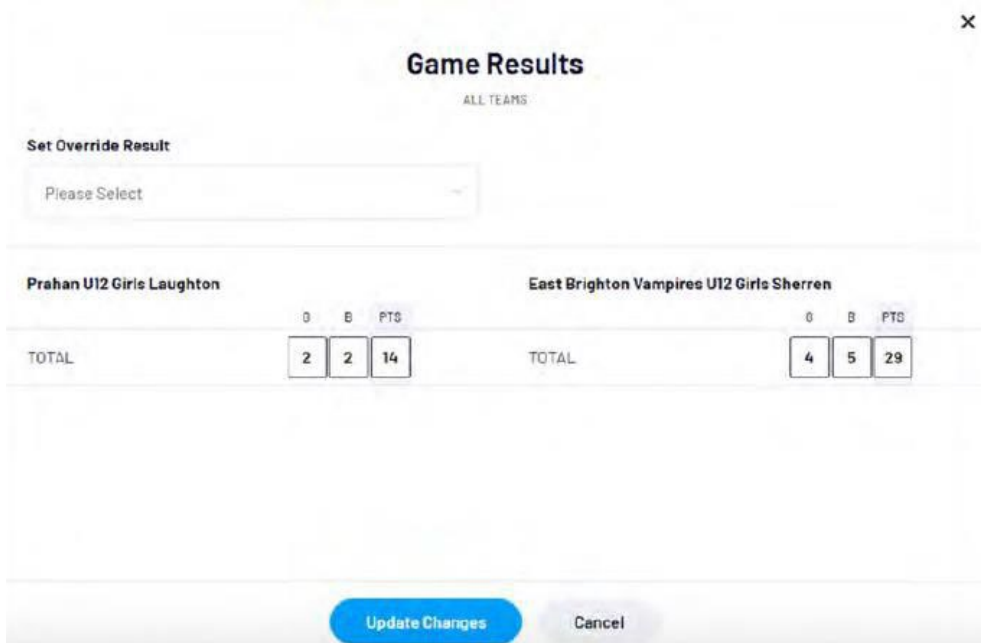 ×
Game Results
ALL TEAMS
Set Override Result
Please Select
Prahan U12 Girls Laughton
East Brighton Vampires U12 Girls Sherren
G B PTS
G B PTS
TOTAL 2 2 14
TOTAL 4 5 29
Update Changes
Cancel